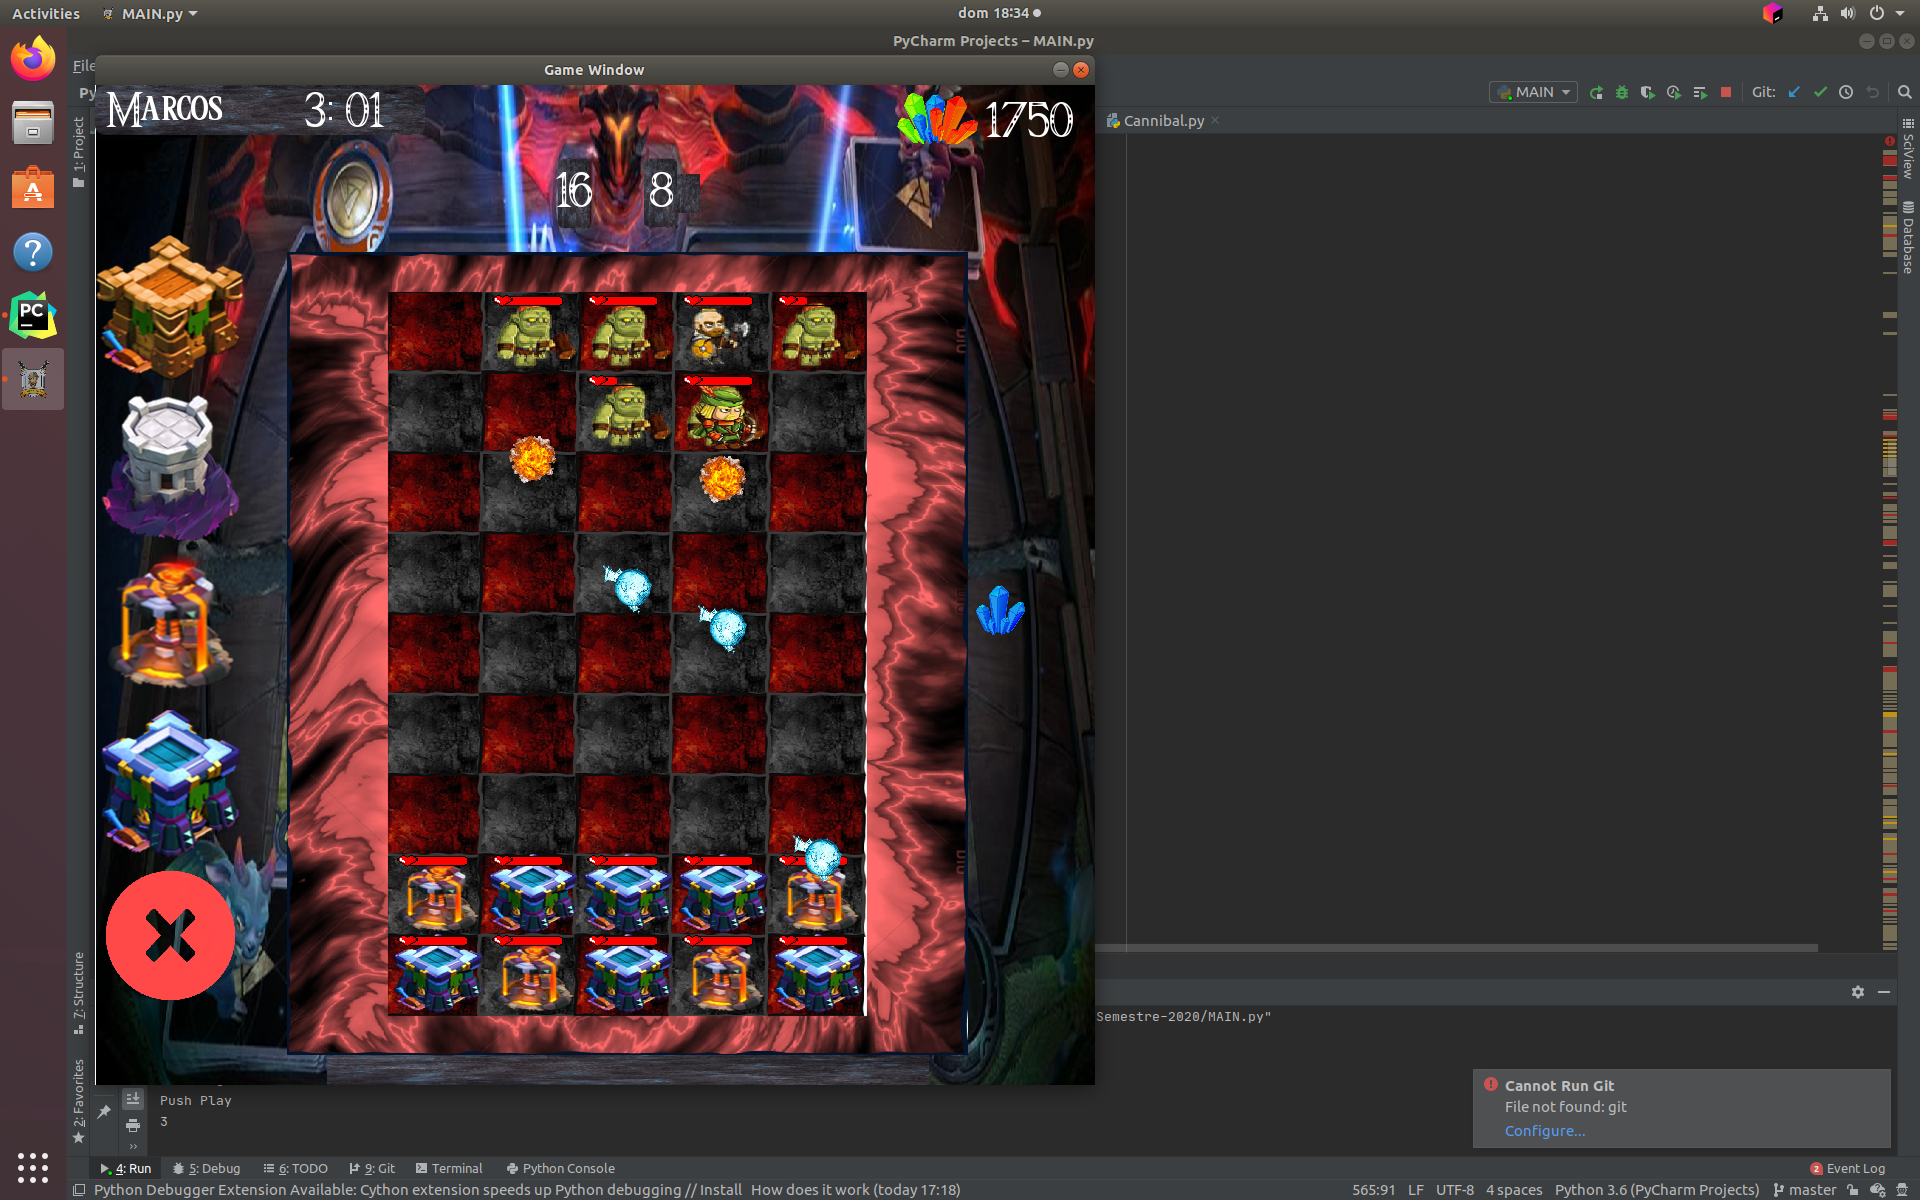 Activities
MAIN.py
dom 18:34
PyCharm Projects – MAIN.py
File
Game Window
Py
MAIN
Git:
MARCOS
3: 01
1750
16
8
Cannibal.py
1: Project
SciView
Database
PC
7: Structure
2: Favorites
Semestre-2020/MAIN.py"
Push Play
3
Cannot Run Git
File not found: git
Configure...
4: Run
5: Debug
6: TODO
9: Git
Terminal
Python Console
2
Event Log
Python Debugger Extension Available: Cython extension speeds up Python debugging // Install   How does it work (today 17:18)
565:91
LF
UTF-8
4 spaces
Python 3.6 (PyCharm Projects)
master